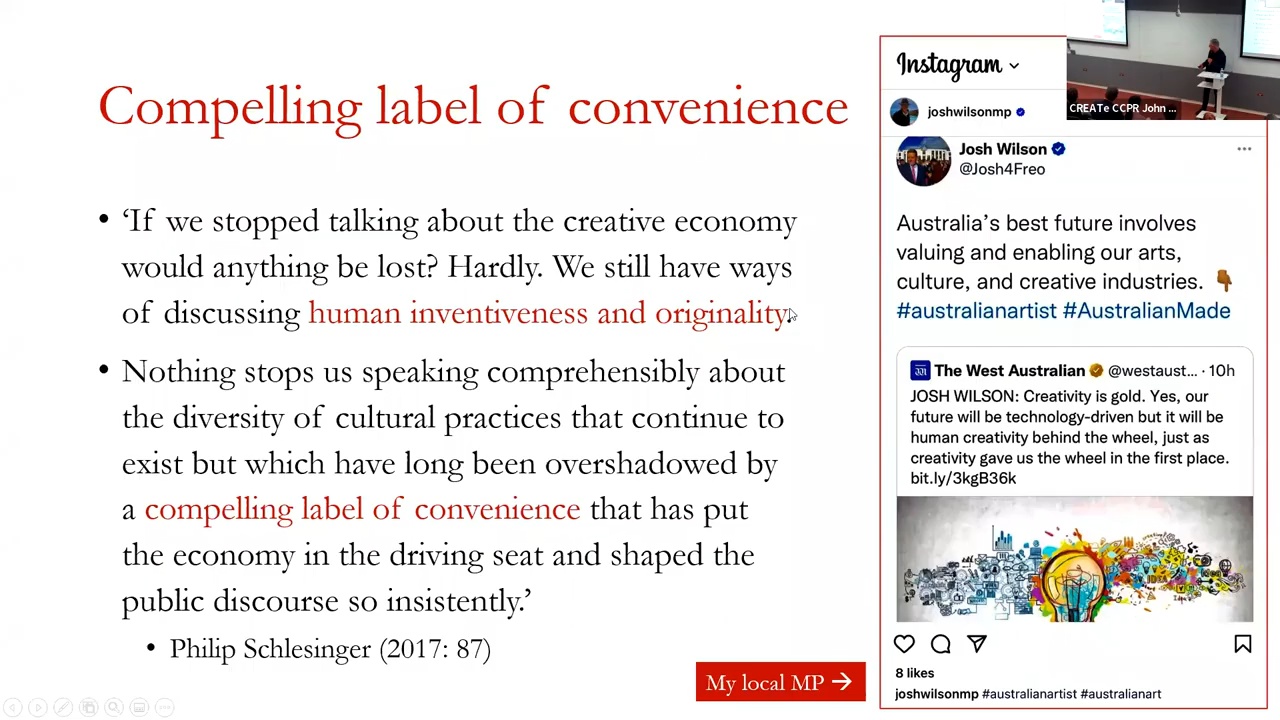 Compelling label of convenience
• ‘If we stopped talking about the creative economy
would anything be lost? Hardly. We still have ways
of discussing human inventiveness and originality.
• Nothing stops us speaking comprehensibly about
the diversity of cultural practices that continue to
exist but which have long been overshadowed by
a compelling label of convenience that has put
the economy in the driving seat and shaped the
public discourse so insistently.’
• Philip Schlesinger (2017: 87)
My local MP →
Instagram
joshwilsonmp
Josh Wilson
@Josh4Freo
Australia’s best future involves
valuing and enabling our arts,
culture, and creative industries.
#australianartist #AustralianMade
The West Australian @westaust... · 10h
JOSH WILSON: Creativity is gold. Yes, our
future will be technology-driven but it will be
human creativity behind the wheel, just as
creativity gave us the wheel in the first place.
bit.ly/3kgB36k
IDEA
8 likes
joshwilsonmp #australianartist #australianart
CREATe CCPR John ...